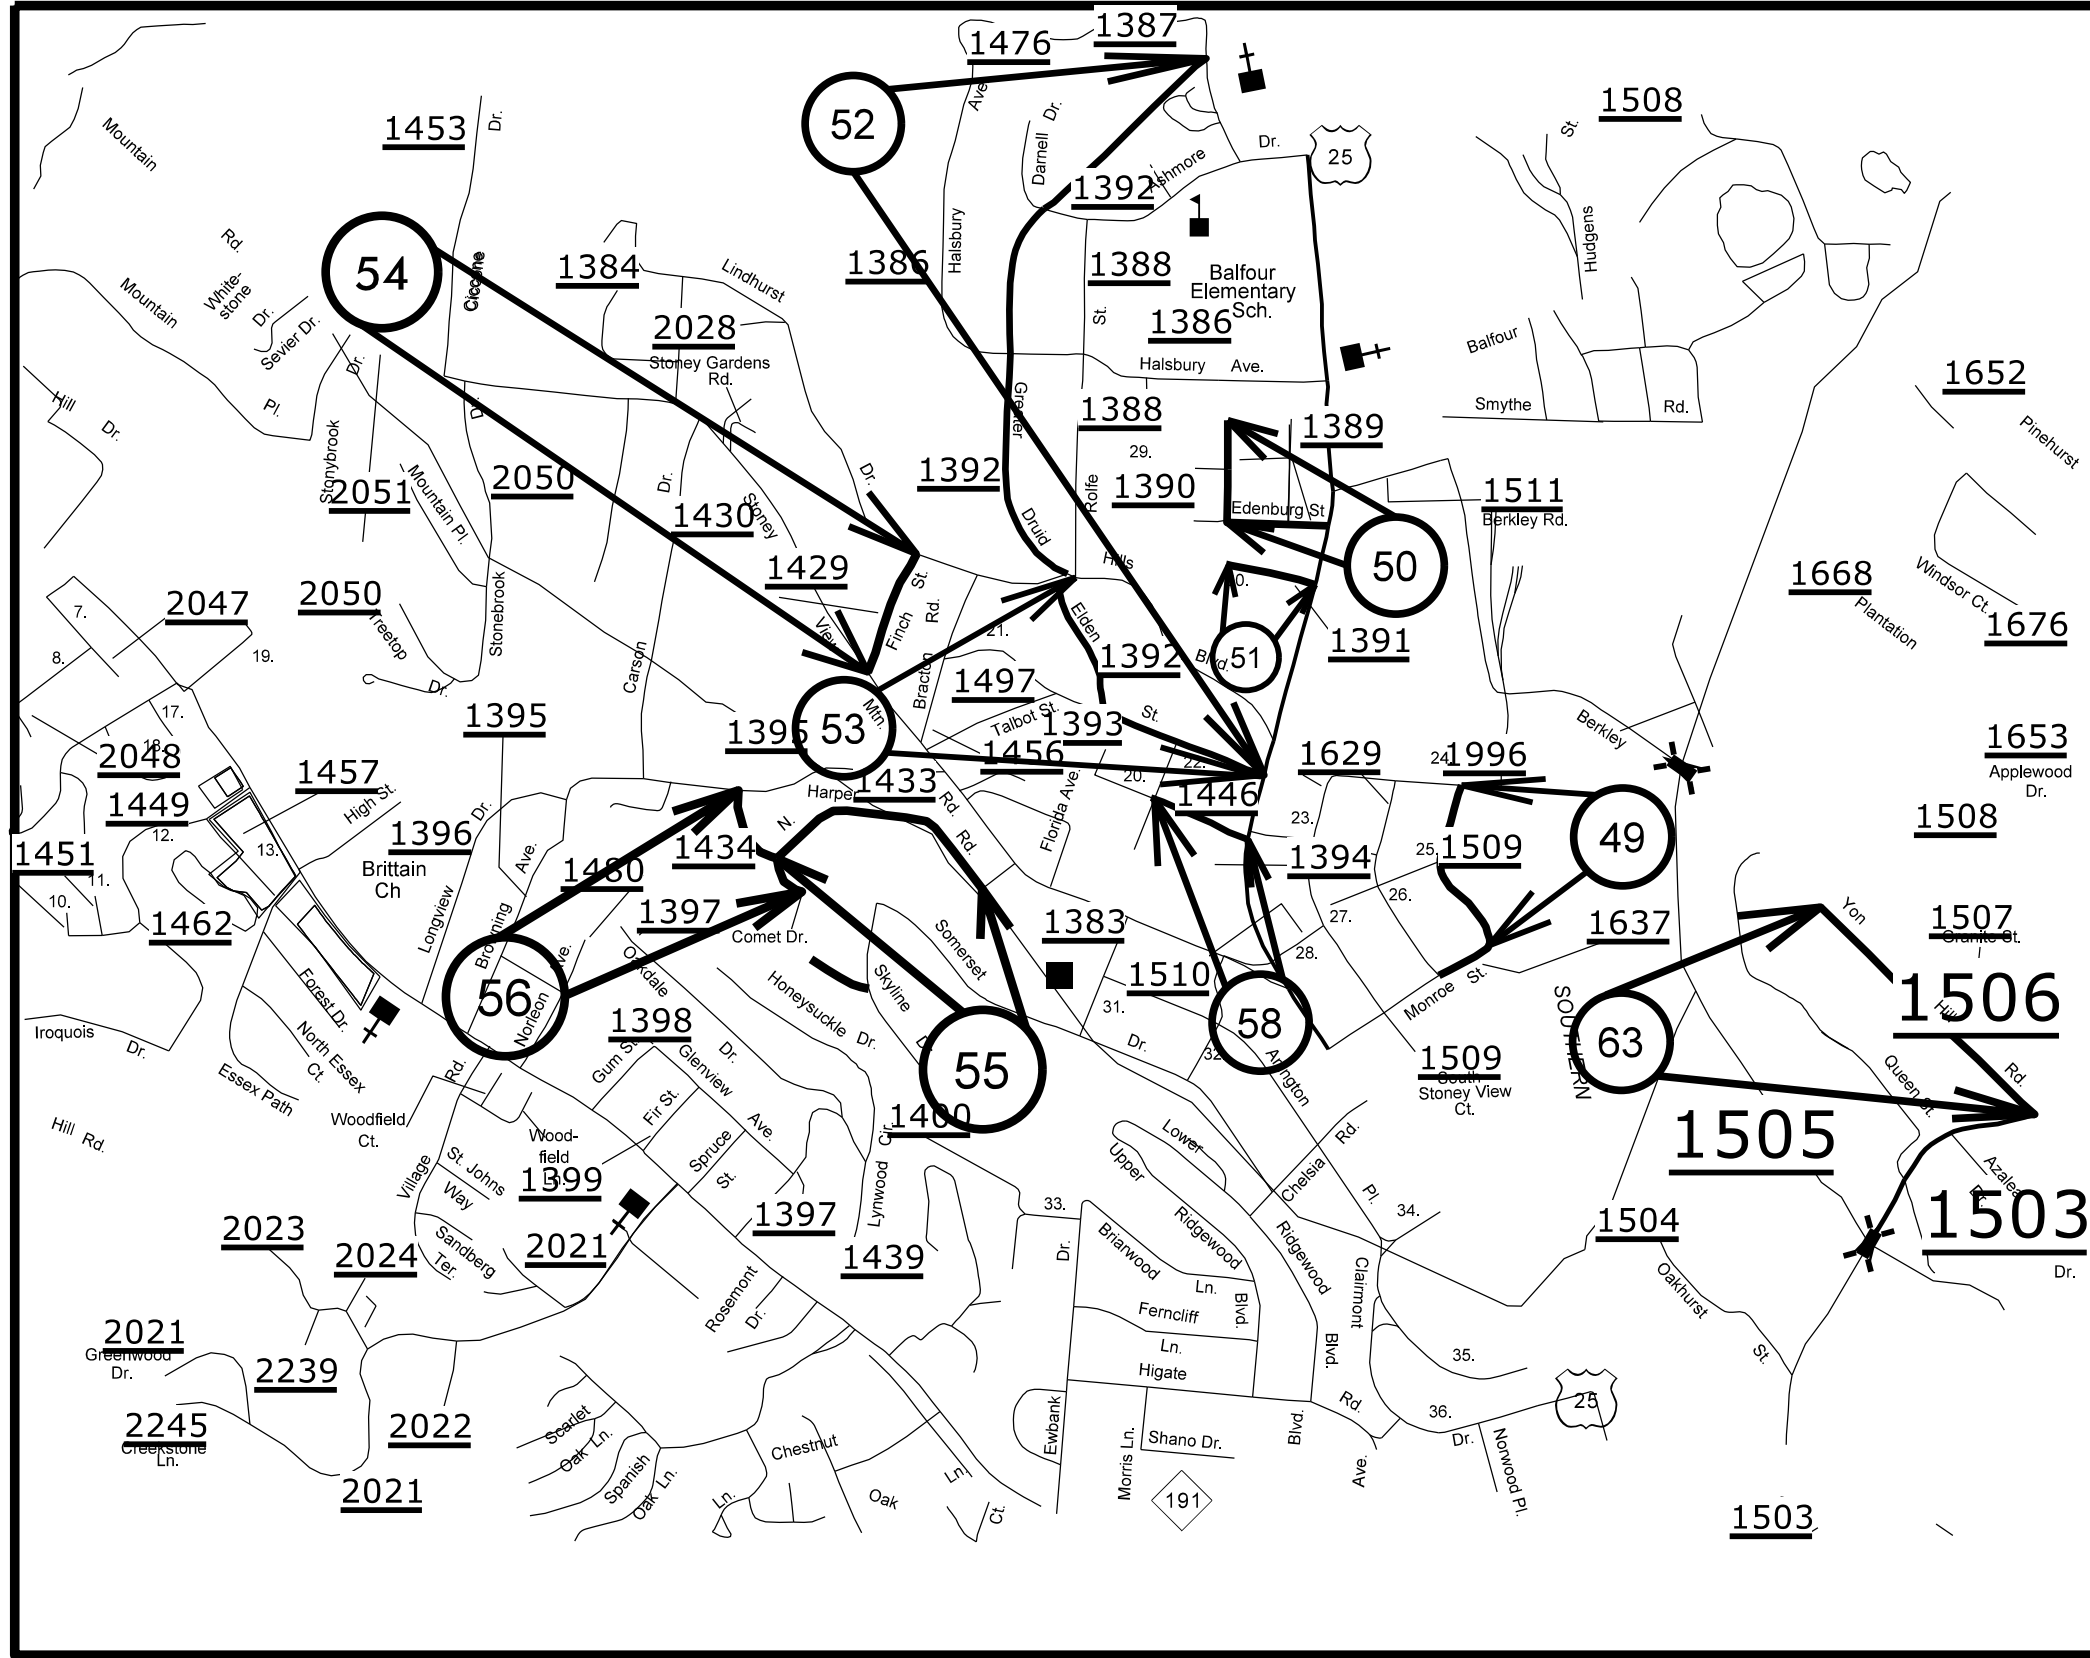 1387
1476
52
1508
1453
Dr.
Ave.
Darnell
Dr.
Dr.
25
St.
Mountain
1392
Ashmore
Rd.
White-
stone
Dr.
Mountain
Sevier Dr.
Pl.
54
Ciccone
1384
Lindhurst
1386
Halsbury
1388
St.
Balfour
Elementary
Sch.
1386
Hudgens
2028
Stoney Gardens
Rd.
Halsbury Ave.
Balfour
1652
Hill
Dr.
Dr.
Dr.
Greater
1388
29.
1389
Smythe
Rd.
Pinehurst
Stonybrook
2051
Mountain Pl.
2050
Dr.
1430
Stoney
Dr.
1392
1390
Rolfe
Edenburg St
1511
Berkley Rd.
Druid
Hills
50
1429
St.
1668
Plantation
Windsor Ct.
1676
7.
2047
2050
Treetop
Stonebrook
View
Finch
Rd.
21.
Elden
1391
8.
19.
Dr.
Carson
Bracton
1497
1392
Blvd.
51
17.
18.
2048
1395
1395
53
Mtn.
Talbot St.
1393
St.
1456
Berkley
1653
Applewood
Dr.
1457
High St.
1449
12.
13.
Dr.
Harper
1433
Rd.
Rd.
Florida Ave.
20.
22.
1446
1629
24.
1996
23.
49
1508
1451
11.
10.
1396
Brittain
Ch
Ave.
1480
N.
1434
1394
25.
1509
26.
27.
1462
Longview
Browning
1397
Comet Dr.
Somerset
1383
28.
1637
1507
Granite St.
Yon
Forest Dr.
56
Ave.
Norleon
Oakdale
Honeysuckle
Dr.
Skyline
Dr.
1510
31.
58
Monroe St.
SOUTHERN
1506
Hill
Rd.
Iroquois
Dr.
North Essex
Ct.
Essex Path
Rd.
1398
Gum St.
Glenview
Dr.
55
Dr.
32.
Arlington
1509
South
Stoney View
Ct.
63
Queen St.
Hill Rd.
Woodfield
Ct.
Wood-
field
Ln.
Fir St.
Ave.
1400
Lower
Upper
Rd.
Chelsia
1505
Azalea
Dr.
Village
St. Johns
Way
1399
Spruce
St.
Lynwood Cir.
Pl.
34.
33.
1504
1503
Dr.
2023
2024
Sandberg
Ter.
2021
1397
1439
Dr.
Briarwood
Ln.
Ridgewood
Blvd.
Ridgewood
Blvd.
Clairmont
Oakhurst
St.
2021
Greenwood
Dr.
2239
Rosemont
Dr.
Ferncliff
Ln.
Higate
Rd.
35.
25
2245
Creekstone
Ln.
2022
Scarlet
Oak Ln.
Chestnut
Ewbank
Morris Ln.
Shano Dr.
Blvd.
36.
Dr.
Norwood Pl.
2021
Spanish
Oak Ln.
Ln.
Oak
Ln.
Ct.
191
Ave.
1503